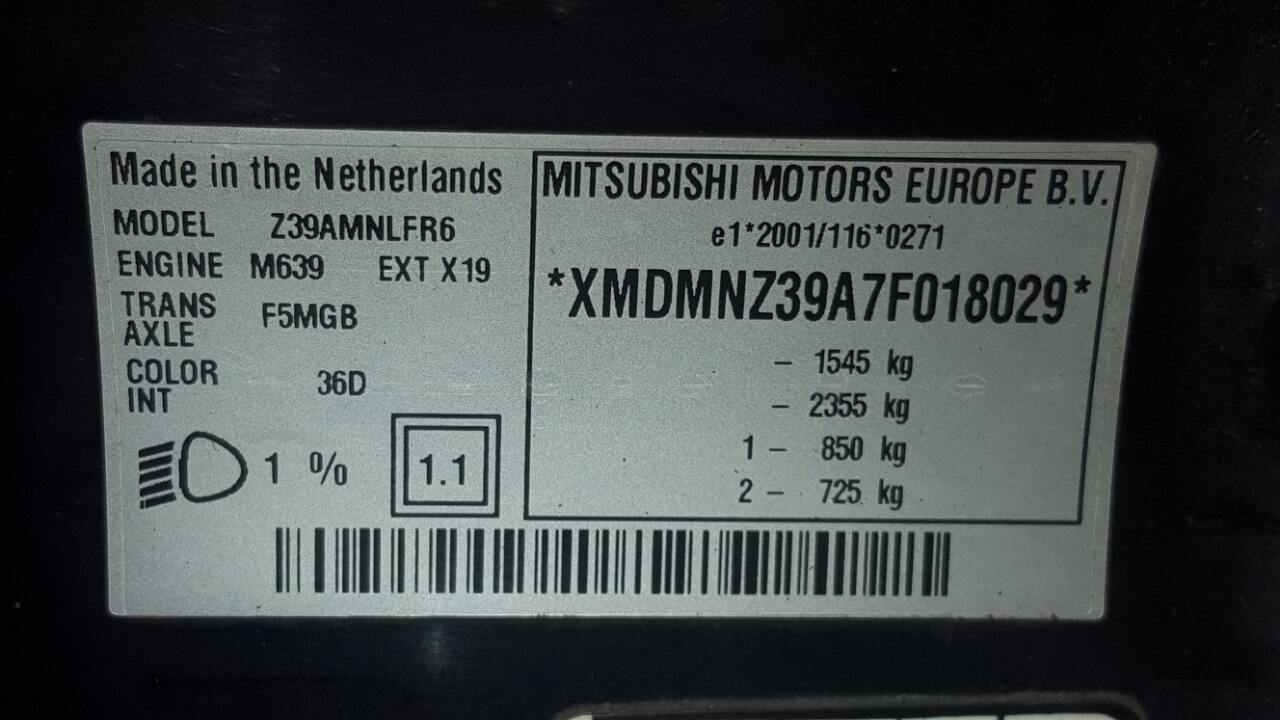 Made in the Netherlands
MODEL Z39AMNLFR6
ENGINE M639 EXT X19
TRANS
AXLE F5MGB
COLOR
INT 36D
1 %
1.1
MITSUBISHI MOTORS EUROPE B.V.
e1*2001/116*0271
*XMDMNZ39A7F018029*
- 1545 kg
- 2355 kg
1 - 850 kg
2 - 725 kg